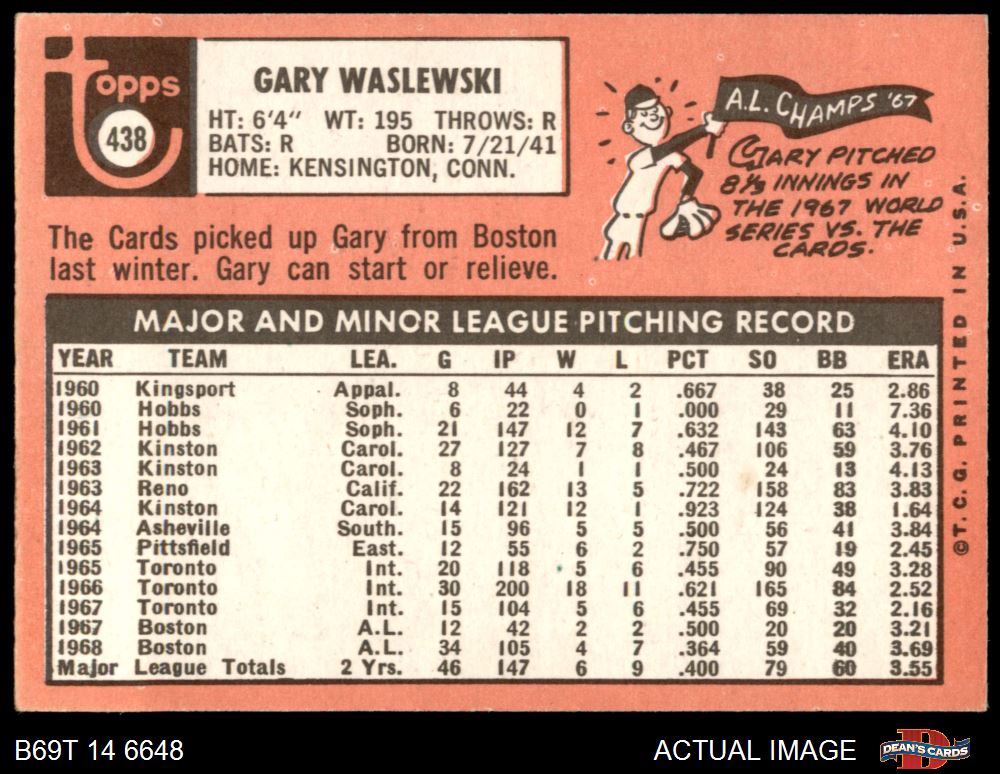 topps
438
GARY WASLEWSKI
HT: 6'4" WT: 195 THROWS: R
BATS: R BORN: 7/21/41
HOME: KENSINGTON, CONN.
A.L. CHAMPS '67
GARY PITCHED
8⅓ INNINGS IN
THE 1967 WORLD
SERIES VS. THE
CARDS.
The Cards picked up Gary from Boston
last winter. Gary can start or relieve.
MAJOR AND MINOR LEAGUE PITCHING RECORD
YEAR TEAM LEA. G IP W L PCT SO BB ERA
1960 Kingsport Appal. 8 44 4 2 .667 38 25 2.86
1960 Hobbs Soph. 6 22 0 1 .000 29 11 7.36
1961 Hobbs Soph. 21 147 12 7 .632 143 63 4.10
1962 Kinston Carol. 27 127 7 8 .467 106 59 3.76
1963 Kinston Carol. 8 24 1 1 .500 24 13 4.13
1963 Reno Calif. 22 162 13 5 .722 158 83 3.83
1964 Kinston Carol. 14 121 12 1 .923 124 38 1.64
1964 Asheville South. 15 96 5 5 .500 56 41 3.84
1965 Pittsfield East. 12 55 6 2 .750 57 19 2.45
1965 Toronto Int. 20 118 5 6 .455 90 49 3.28
1966 Toronto Int. 30 200 18 11 .621 165 84 2.52
1967 Toronto Int. 15 104 5 6 .455 69 32 2.16
1967 Boston A.L. 12 42 2 2 .500 20 20 3.21
1968 Boston A.L. 34 105 4 7 .364 59 40 3.69
Major League Totals 2 Yrs. 46 147 6 9 .400 79 60 3.55
©T. C. G. PRINTED IN U.S.A.
B69T 14 6648
ACTUAL IMAGE
DEAN'S CARDS